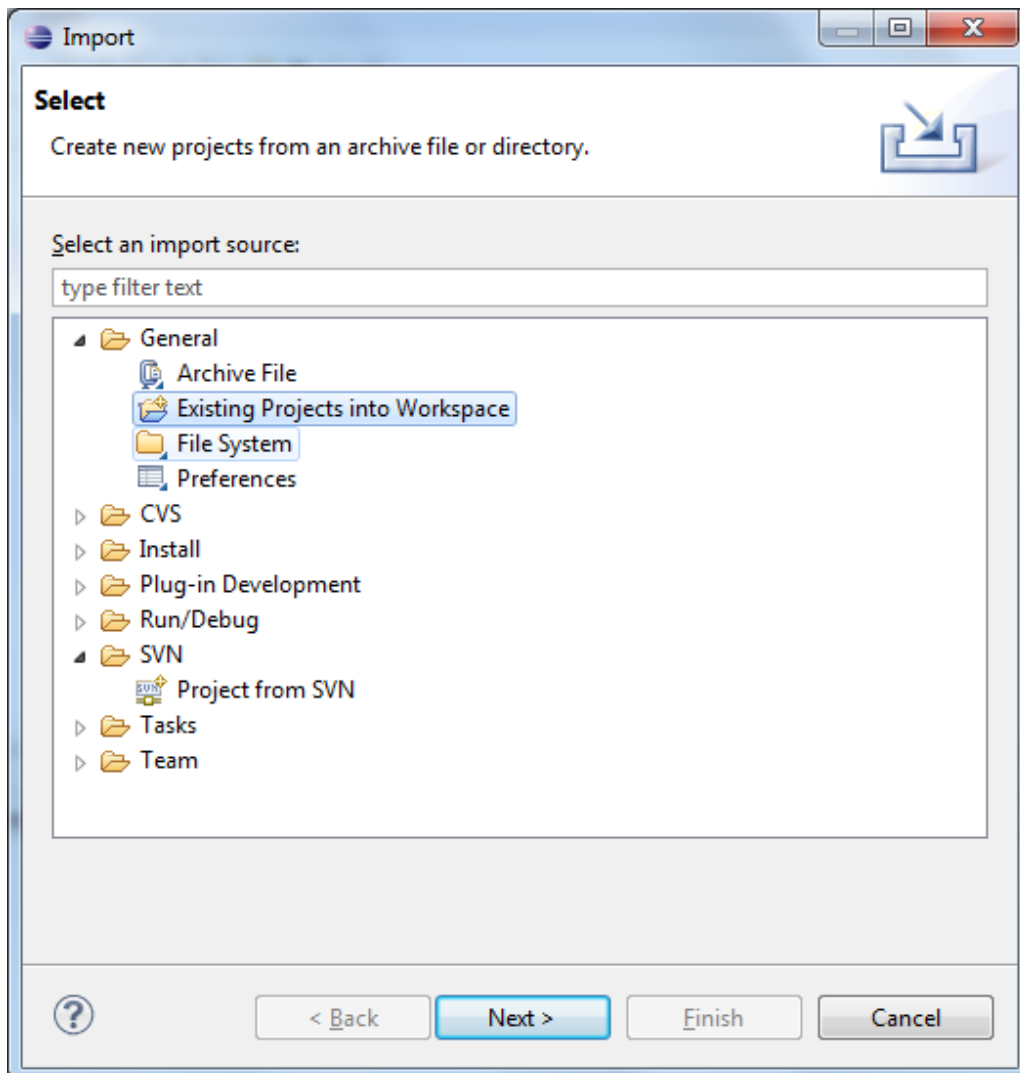 Import
Select
Create new projects from an archive file or directory.
Select an import source:
type filter text
General
Archive File
Existing Projects into Workspace
File System
Preferences
CVS
Install
Plug-in Development
Run/Debug
SVN
Project from SVN
Tasks
Team
? < Back Next > Finish Cancel